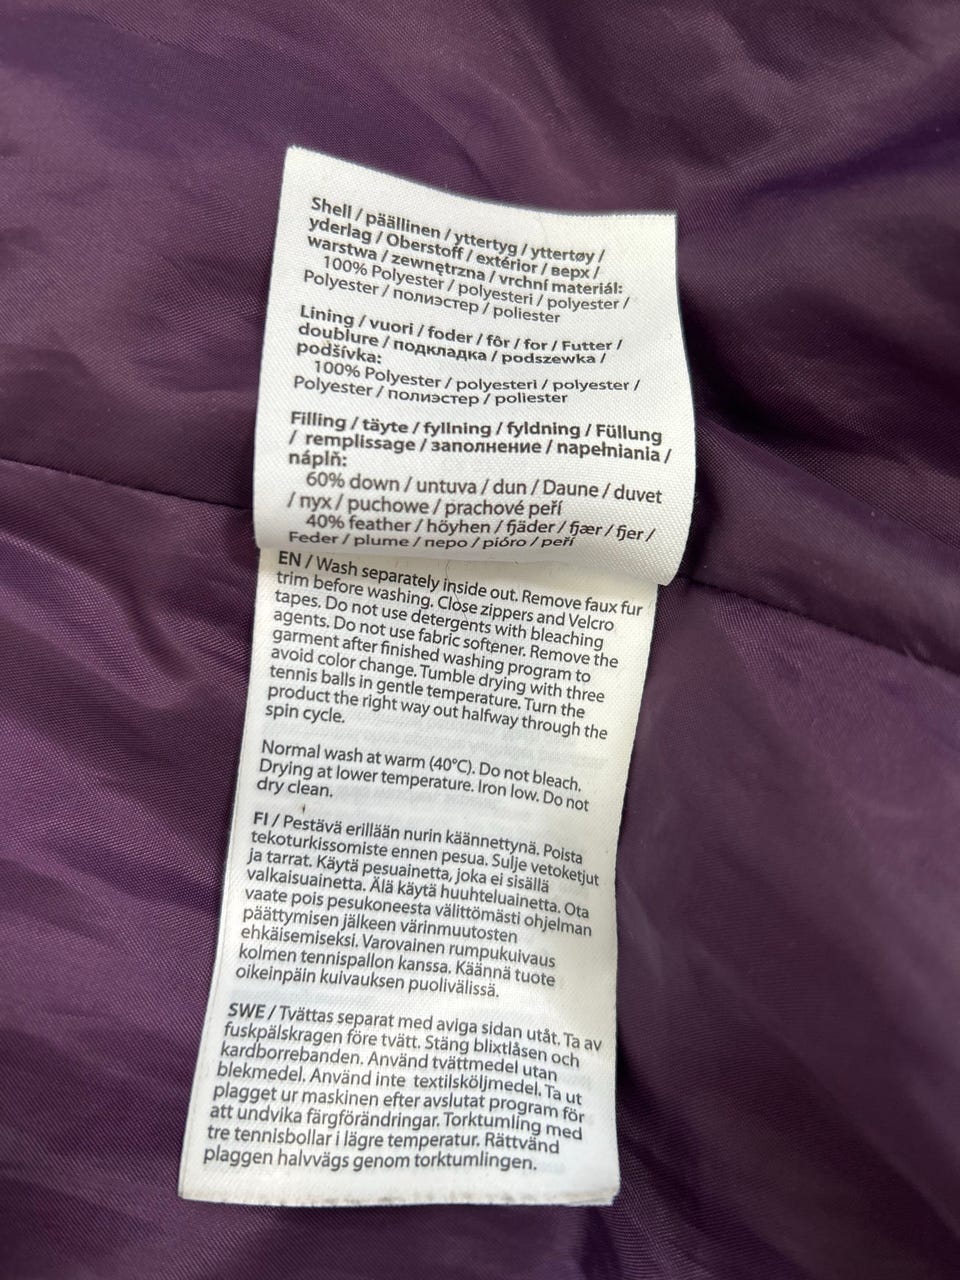 Shell / päällinen / yttertyg / yttertøy /
yderlag / Oberstoff / extérior / верх /
warstwa / zewnętrzna / vrchní materiál:
100% Polyester / polyesteri / polyester /
Polyester / полиэстер / poliester
Lining / vuori / foder / fôr / for / Futter /
doublure / подкладка / podszewka /
podšívka:
100% Polyester / polyesteri / polyester /
Polyester / полиэстер / poliester
Filling / täyte / fyllning / fyldning / Füllung
/ remplissage / заполнение / napełniania /
náplň:
60% down / untuva / dun / Daune / duvet
/ пух / puchowe / prachové peří
40% feather / höyhen / fjäder / fjær / fjer /
Feder / plume / перо / pióro / peří
EN / Wash separately inside out. Remove faux fur
trim before washing. Close zippers and Velcro
tapes. Do not use detergents with bleaching
agents. Do not use fabric softener. Remove the
garment after finished washing program to
avoid color change. Tumble drying with three
tennis balls in gentle temperature. Turn the
product the right way out halfway through the
spin cycle.
Normal wash at warm (40°C). Do not bleach.
Drying at lower temperature. Iron low. Do not
dry clean.
FI / Pestävä erillään nurin käännettynä. Poista
tekoturkissomiste ennen pesua. Sulje vetoketjut
ja tarrat. Käytä pesuainetta, joka ei sisällä
valkaisuainetta. Älä käytä huuhteluainetta. Ota
vaate pois pesukoneesta välittömästi ohjelman
päättymisen jälkeen värinmuutosten
ehkäisemiseksi. Varovainen rumpukuivaus
kolmen tennispallon kanssa. Käännä tuote
oikeinpäin kuivauksen puolivälissä.
SWE / Tvättas separat med aviga sidan utåt. Ta av
fuskpälskragen före tvätt. Stäng blixtlåsen och
kardborrebanden. Använd tvättmedel utan
blekmedel. Använd inte textilsköljmedel. Ta ut
plagget ur maskinen efter avslutat program för
att undvika färgförändringar. Torktumling med
tre tennisbollar i lägre temperatur. Rättvänd
plaggen halvvägs genom torktumlingen.